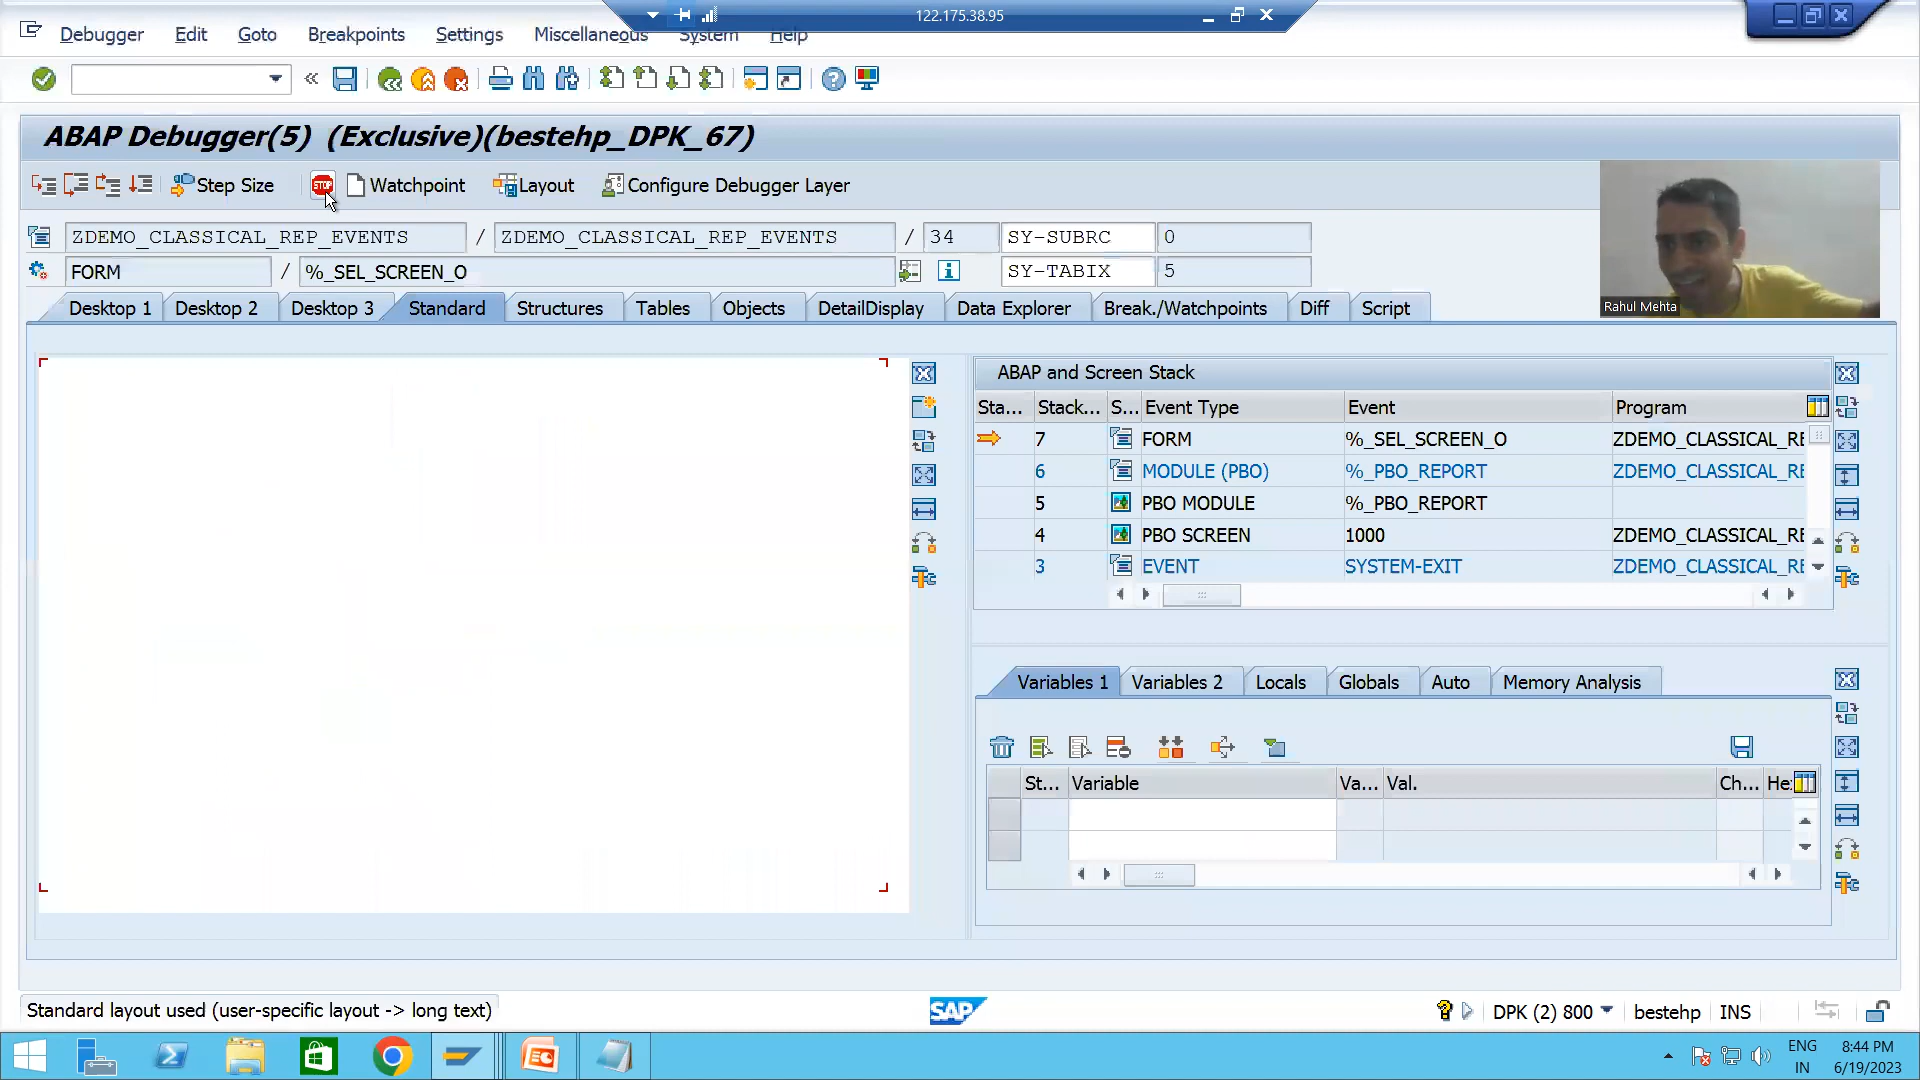 122.175.38.95
Debugger Edit Goto Breakpoints Settings Miscellaneous System Help
ABAP Debugger(5) (Exclusive)(bestehp_DPK_67)
STOP
Step Size Watchpoint Layout Configure Debugger Layer
ZDEMO_CLASSICAL_REP_EVENTS / ZDEMO_CLASSICAL_REP_EVENTS / 34 SY-SUBRC 0
FORM / %_SEL_SCREEN_O SY-TABIX 5
Rahul Mehta
Desktop 1 Desktop 2 Desktop 3 Standard Structures Tables Objects DetailDisplay Data Explorer Break./Watchpoints Diff Script
ABAP and Screen Stack
Sta... Stack... S... Event Type Event Program
7 FORM %_SEL_SCREEN_O ZDEMO_CLASSICAL_RE
6 MODULE (PBO) %_PBO_REPORT ZDEMO_CLASSICAL_RE
5 PBO MODULE %_PBO_REPORT
4 PBO SCREEN 1000 ZDEMO_CLASSICAL_RE
3 EVENT SYSTEM-EXIT ZDEMO_CLASSICAL_RE
Variables 1 Variables 2 Locals Globals Auto Memory Analysis
St... Variable Va... Val. Ch... He
Standard layout used (user-specific layout -> long text)
SAP
DPK (2) 800 bestehp INS
ENG 8:44 PM
IN 6/19/2023